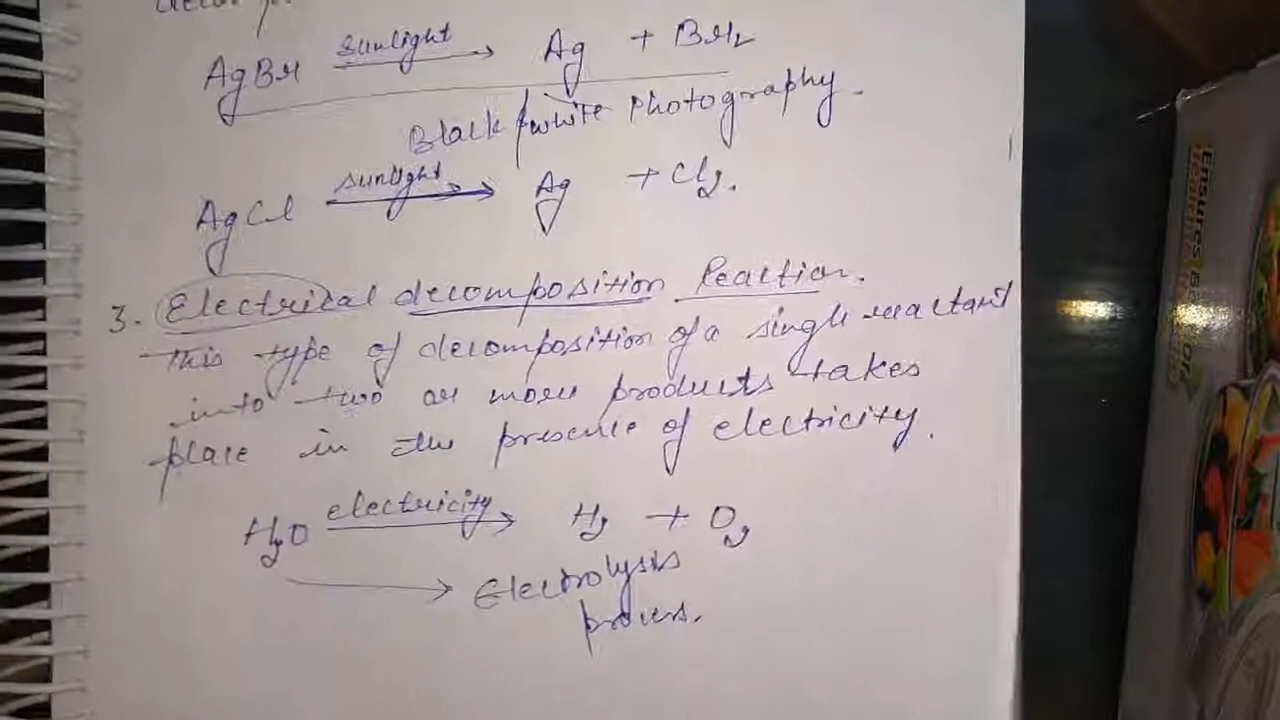 AgBr sunlight → Ag + Br2
Black/white photography.
AgCl sunlight → Ag + Cl2.
3. Electrical decomposition Reaction.
This type of decomposition of a single reactant
into two or more products takes
place in the presence of electricity.
H2O electricity → H2 + O2
→ Electrolysis
process.
Ensures